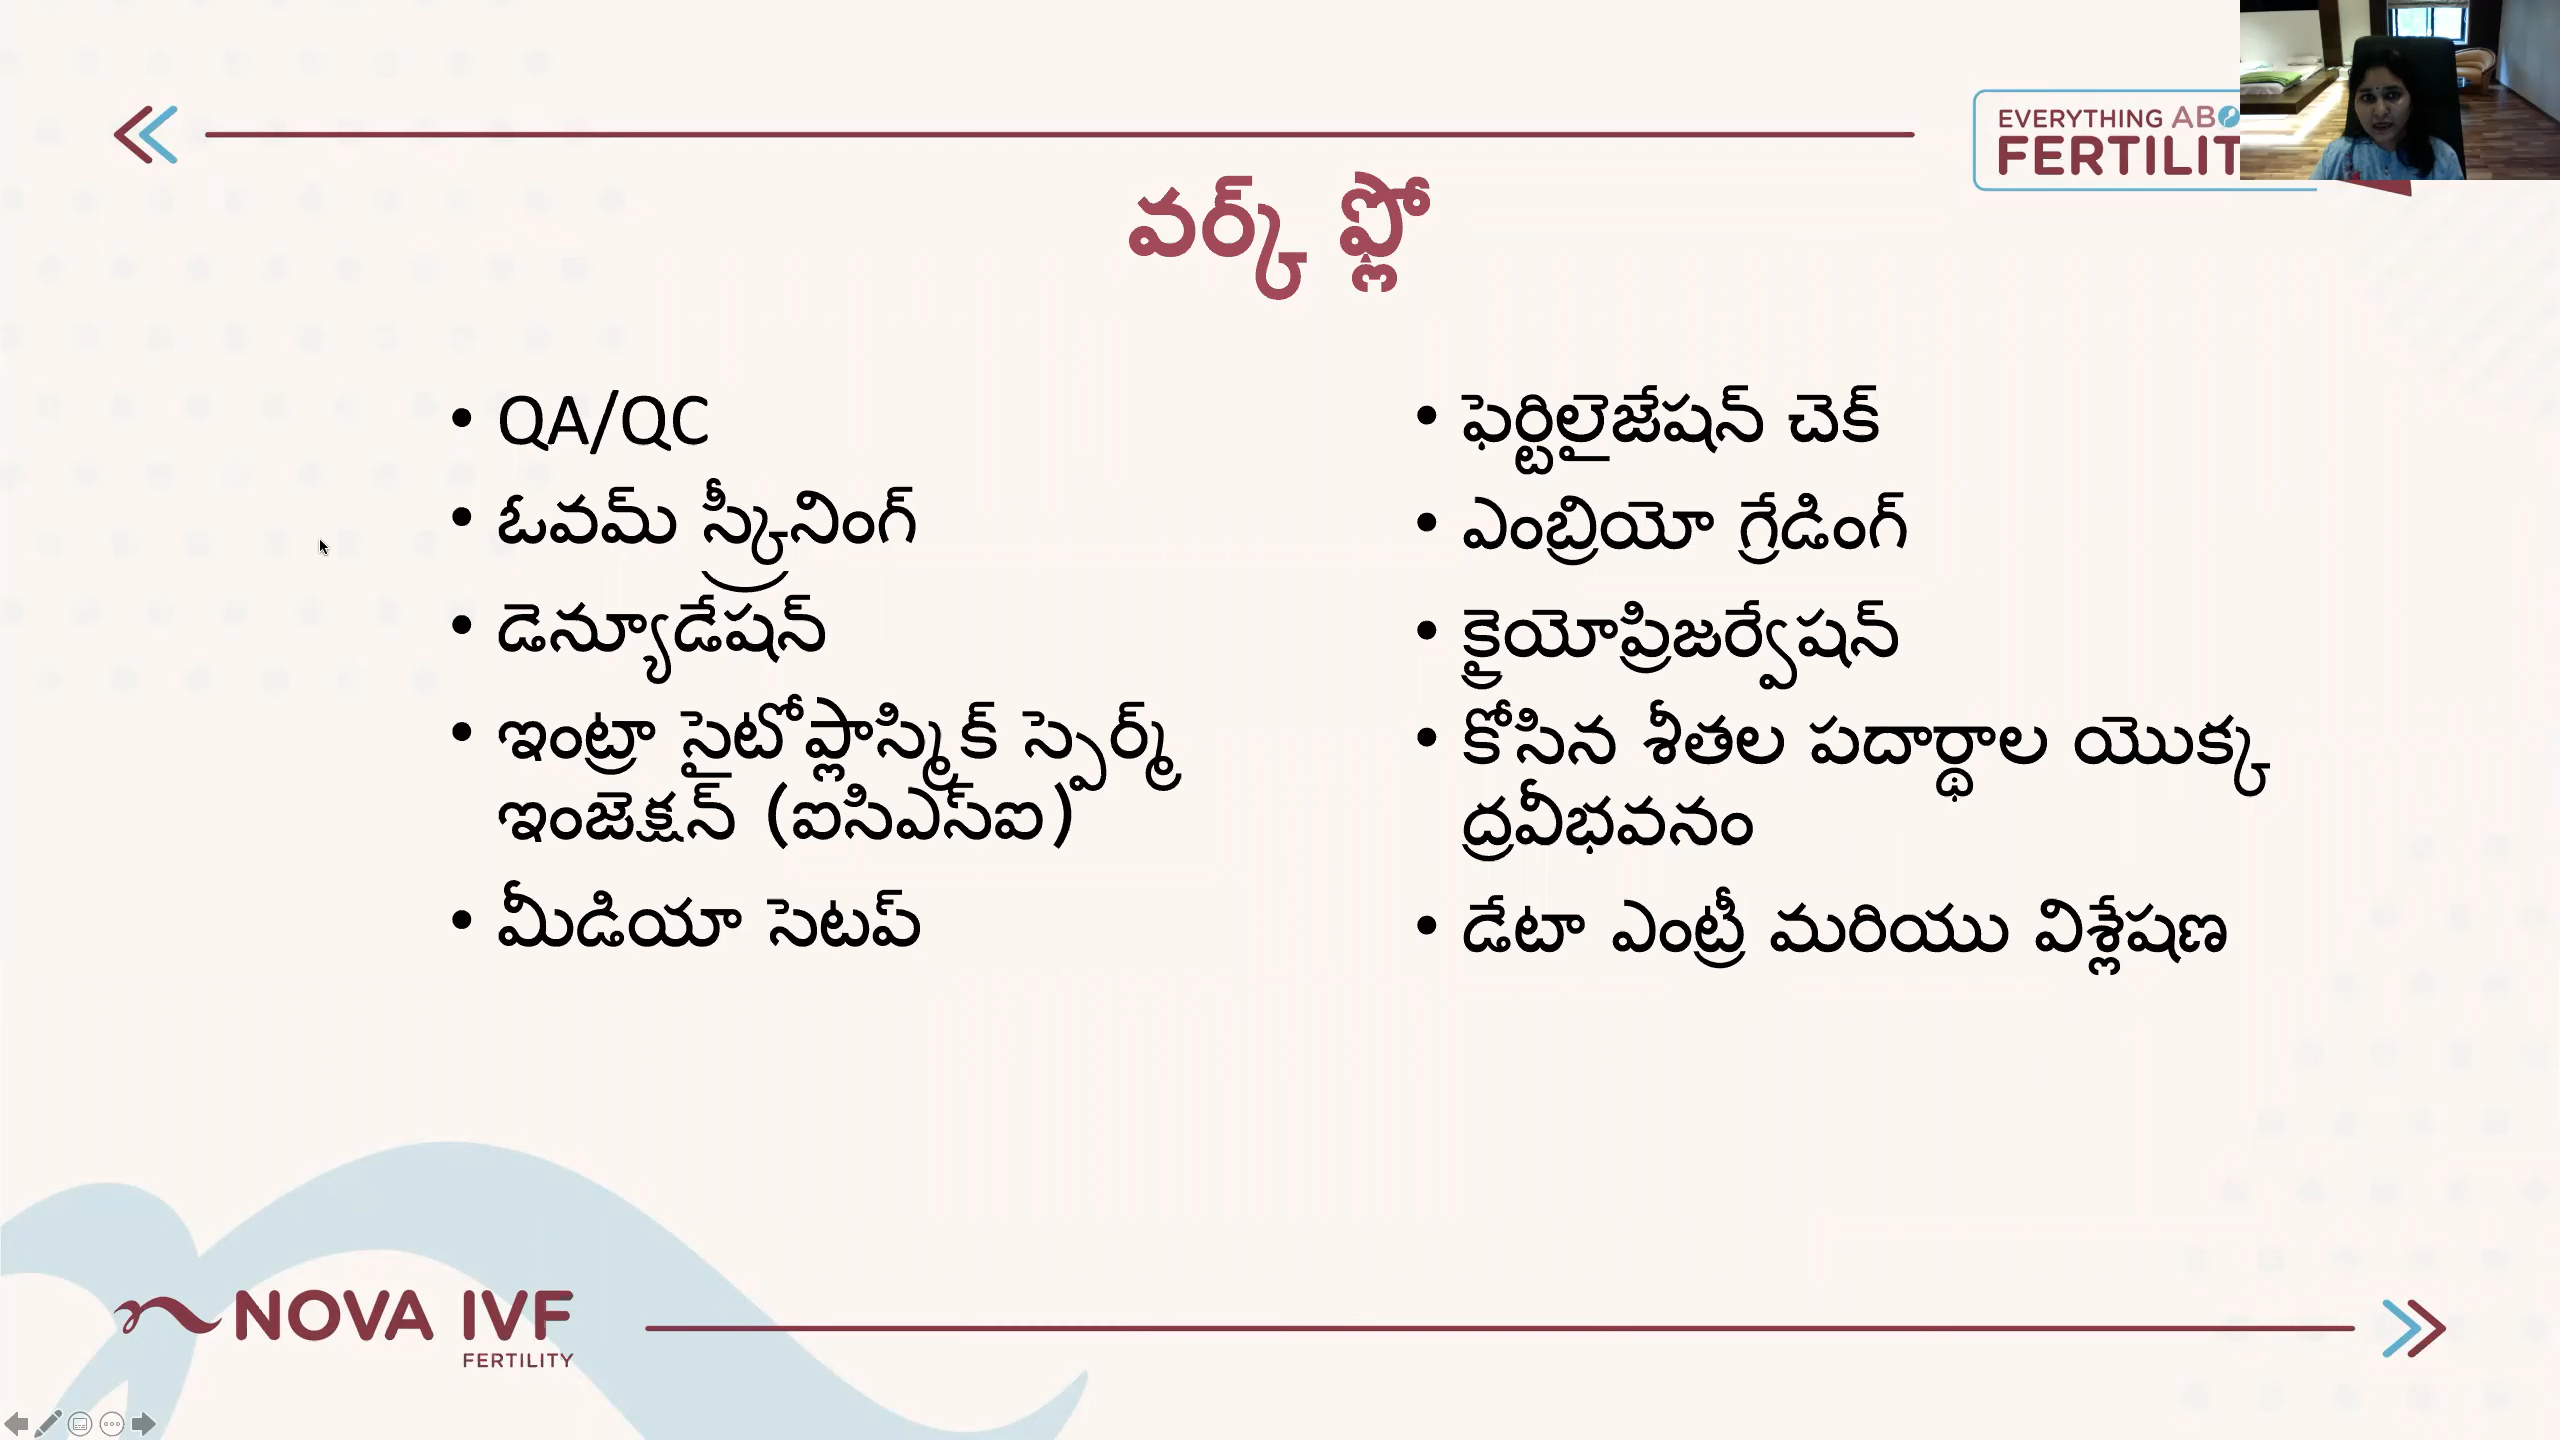 EVERYTHING
FERTILIT
వర్క్ ఫ్లో
• QA/QC
• ఓవమ్ స్క్రీనింగ్
• డెన్యూడేషన్
• ఇంట్రా సైటోప్లాస్మిక్ స్పెర్మ్
ఇంజెక్షన్ (ఐసిఎస్ఐ)
• మీడియా సెటప్
• ఫెర్టిలైజేషన్ చెక్
• ఎంబ్రియో గ్రేడింగ్
• క్రైయోప్రిజర్వేషన్
• కోసిన శీతల పదార్థాల యొక్క
ద్రవీభవనం
• డేటా ఎంట్రీ మరియు విశ్లేషణ
NOVA IVF
FERTILITY